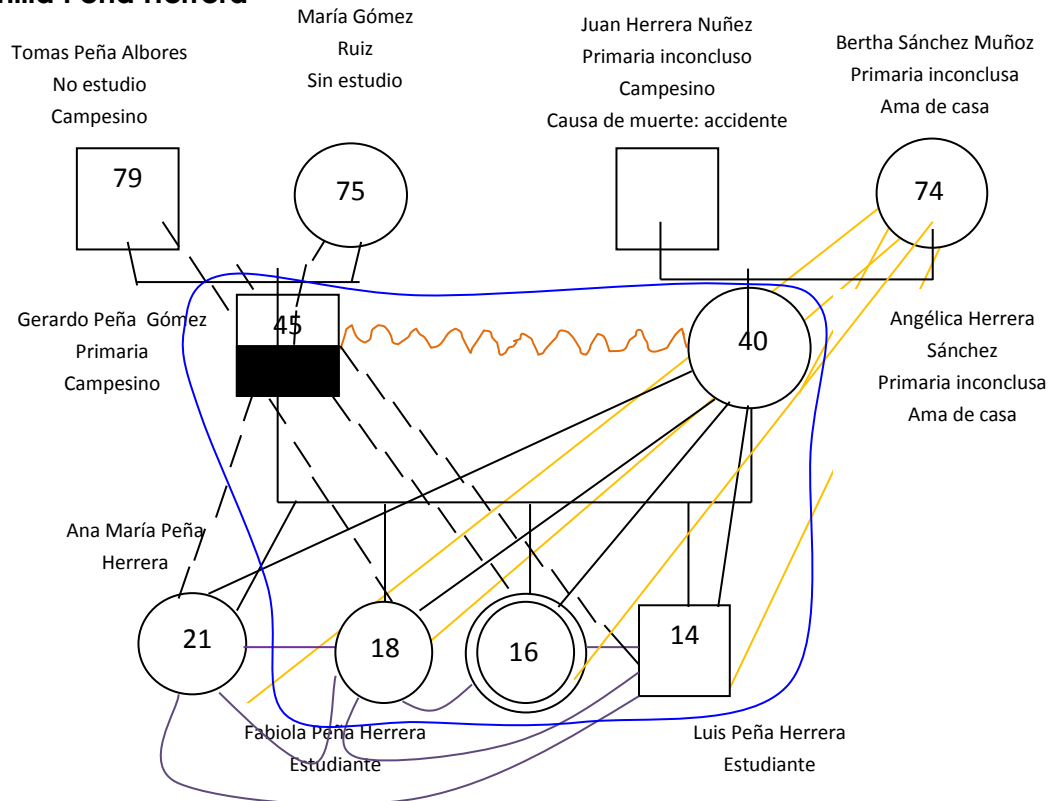 Peña Herrera
Tomas Peña Albores
No estudio
Campesino
María Gómez
Ruiz
Sin estudio
Juan Herrera Nuñez
Primaria inconcluso
Campesino
Causa de muerte: accidente
Bertha Sánchez Muñoz
Primaria inconclusa
Ama de casa
79
75
74
Gerardo Peña Gómez
Primaria
Campesino
45
40
Angélica Herrera
Sánchez
Primaria inconclusa
Ama de casa
Ana María Peña
Herrera
21
18
16
14
Fabiola Peña Herrera
Estudiante
Luis Peña Herrera
Estudiante